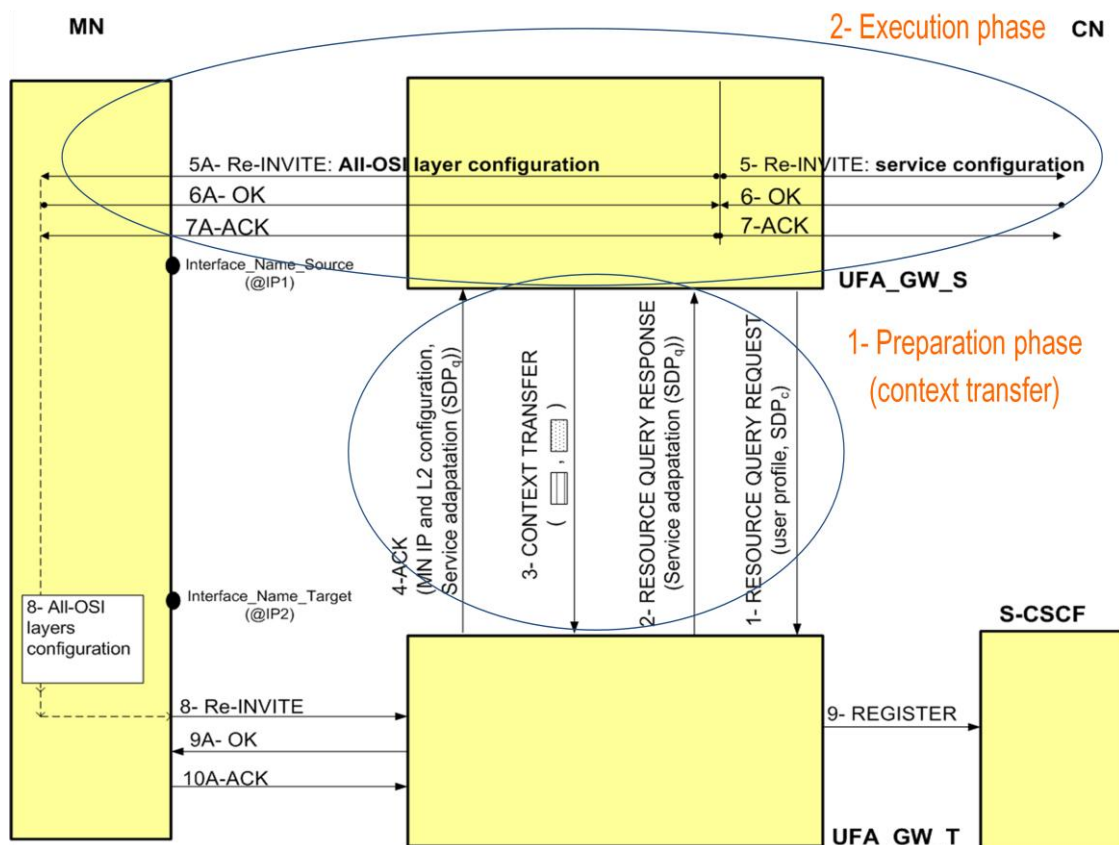 MN
2- Execution phase
CN
5A- Re-INVITE: All-OSI layer configuration
5- Re-INVITE: service configuration
6A- OK
6- OK
7A-ACK
7-ACK
Interface_Name_Source
(@IP1)
UFA_GW_S
1- Preparation phase
(context transfer)
4-ACK
(MN IP and L2 configuration,
Service adapatation (SDPq))
3- CONTEXT TRANSFER
( , )
2- RESOURCE QUERY RESPONSE
(Service adapatation (SDPq))
1- RESOURCE QUERY REQUEST
(user profile, SDPc)
Interface_Name_Target
(@IP2)
8- All-OSI
layers
configuration
S-CSCF
8- Re-INVITE
9- REGISTER
9A- OK
10A-ACK
UFA_GW_T